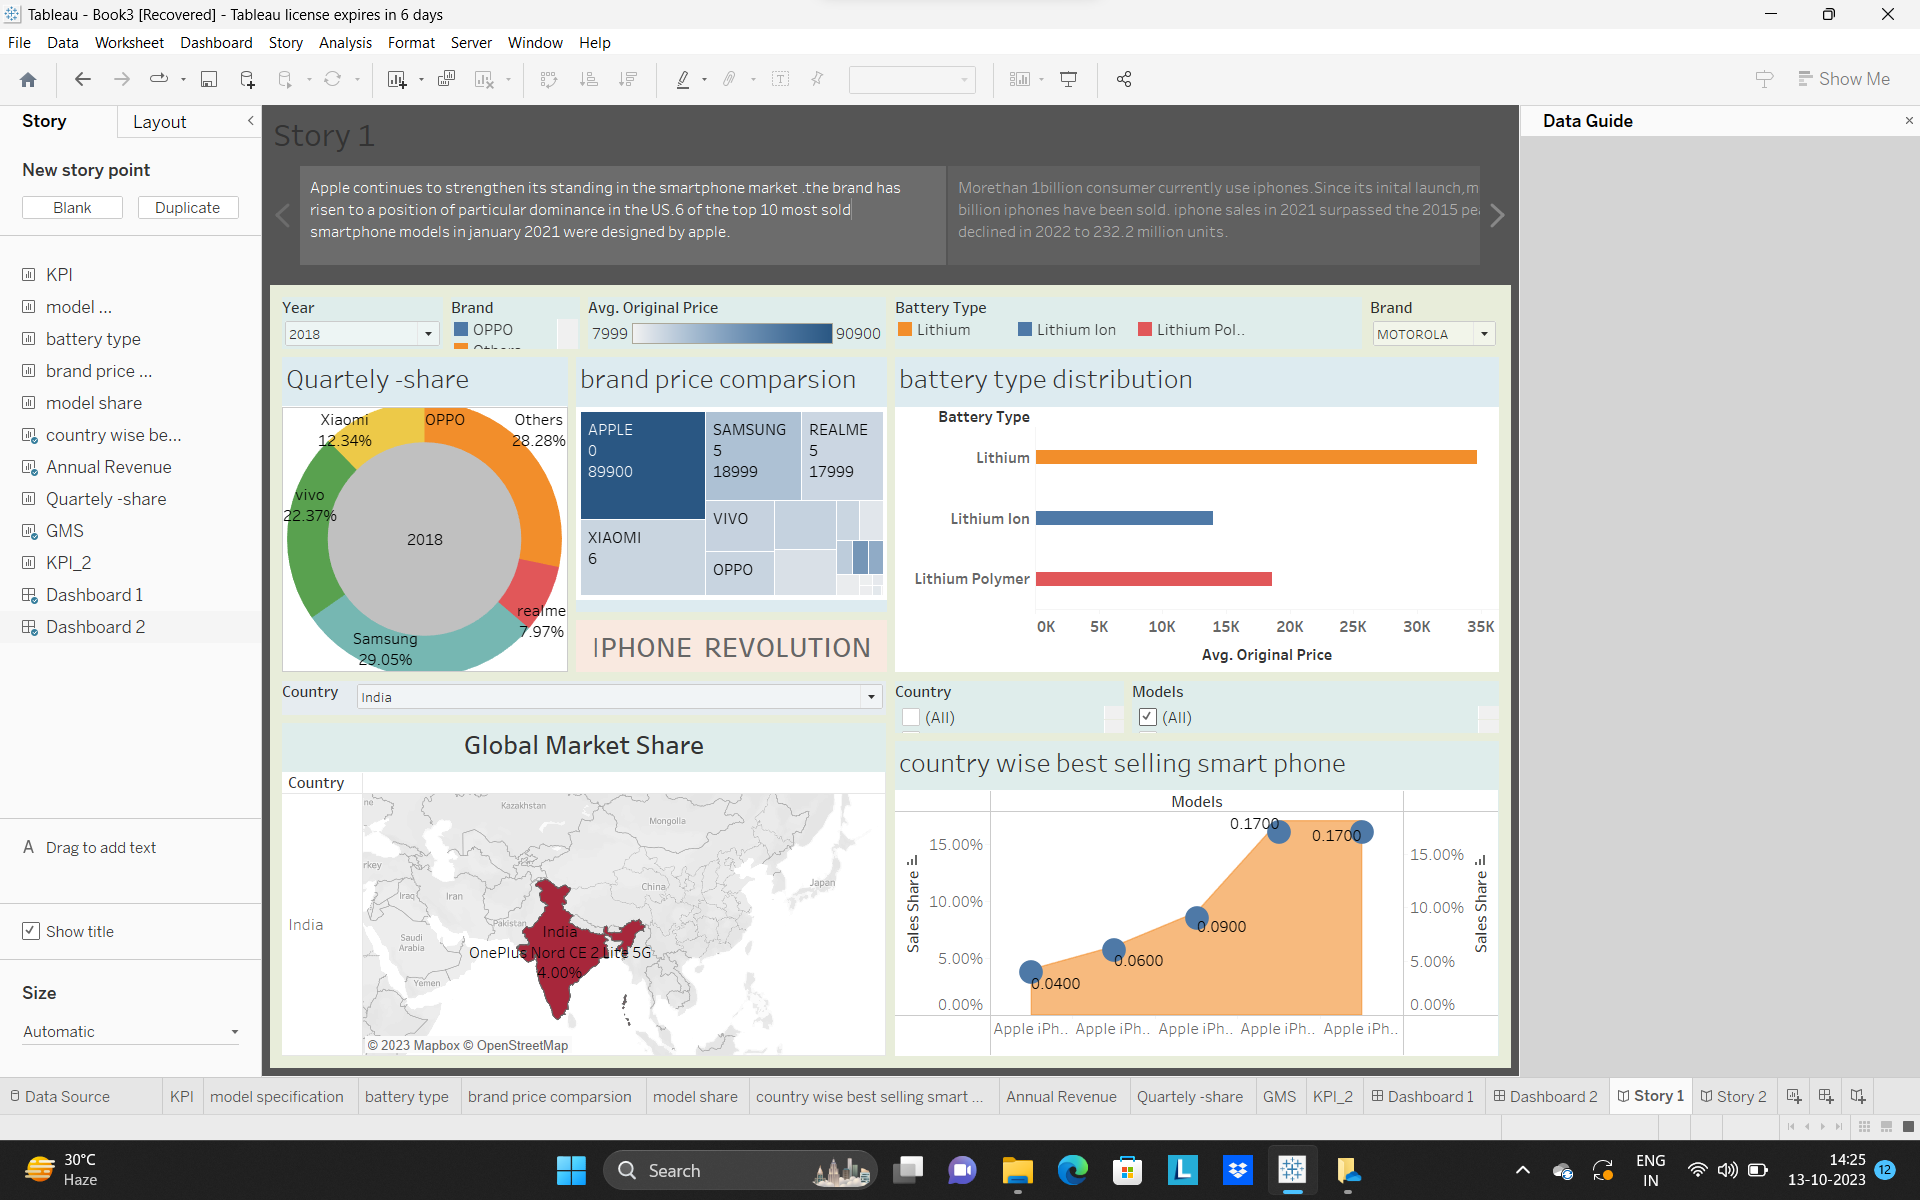 Tableau - Book3 [Recovered] - Tableau license expires in 6 days
File Data Worksheet Dashboard Story Analysis Format Server Window Help
Show Me
Story Layout
New story point
Blank Duplicate
KPI
model ...
battery type
brand price ...
model share
country wise be...
Annual Revenue
Quartely -share
GMS
KPI_2
Dashboard 1
Dashboard 2
A Drag to add text
Show title
Size
Automatic
Story 1
Apple continues to strengthen its standing in the smartphone market .the brand has
risen to a position of particular dominance in the US.6 of the top 10 most sold
smartphone models in january 2021 were designed by apple.
Morethan 1billion consumer currently use iphones.Since its inital launch,m
billion iphones have been sold. iphone sales in 2021 surpassed the 2015 pea
declined in 2022 to 232.2 million units.
Data Guide
Year
2018
Brand
OPPO
Others
Avg. Original Price
7999 90900
Battery Type
Lithium Lithium Ion Lithium Pol..
Brand
MOTOROLA
Quartely -share
Xiaomi
12.34%
OPPO
Others
28.28%
vivo
22.37%
2018
realme
7.97%
Samsung
29.05%
brand price comparsion
APPLE
0
89900
SAMSUNG
5
18999
REALME
5
17999
XIAOMI
6
VIVO
OPPO
IPHONE REVOLUTION
battery type distribution
Battery Type
Lithium
Lithium Ion
Lithium Polymer
0K 5K 10K 15K 20K 25K 30K 35K
Avg. Original Price
Country India
Global Market Share
Country
India
Kazakhstan
Mongolia
China
Japan
Iraq
Iran
Pakistan
Saudi
Arabia
Yemen
India
OnePlus Nord CE 2 Lite 5G
4.00%
© 2023 Mapbox © OpenStreetMap
Country
(All)
Models
(All)
country wise best selling smart phone
Models
Sales Share
15.00%
10.00%
5.00%
0.00%
0.0400
0.0600
0.0900
0.1700
0.1700
15.00%
10.00%
5.00%
0.00%
Sales Share
Apple iPh.. Apple iPh.. Apple iPh.. Apple iPh.. Apple iPh..
Data Source KPI model specification battery type brand price comparsion model share country wise best selling smart ... Annual Revenue Quartely -share GMS KPI_2 Dashboard 1 Dashboard 2 Story 1 Story 2
30°C
Haze
Search
L
ENG
IN
14:25
13-10-2023
12